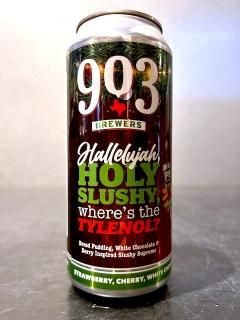 903
BREWERS
Hallelujah,
HOLY
SLUSHY,
where's the
TYLENOL?
Bread Pudding, White Chocolate &
Berry Inspired Slushy Supreme
STRAWBERRY, CHERRY, WHITE